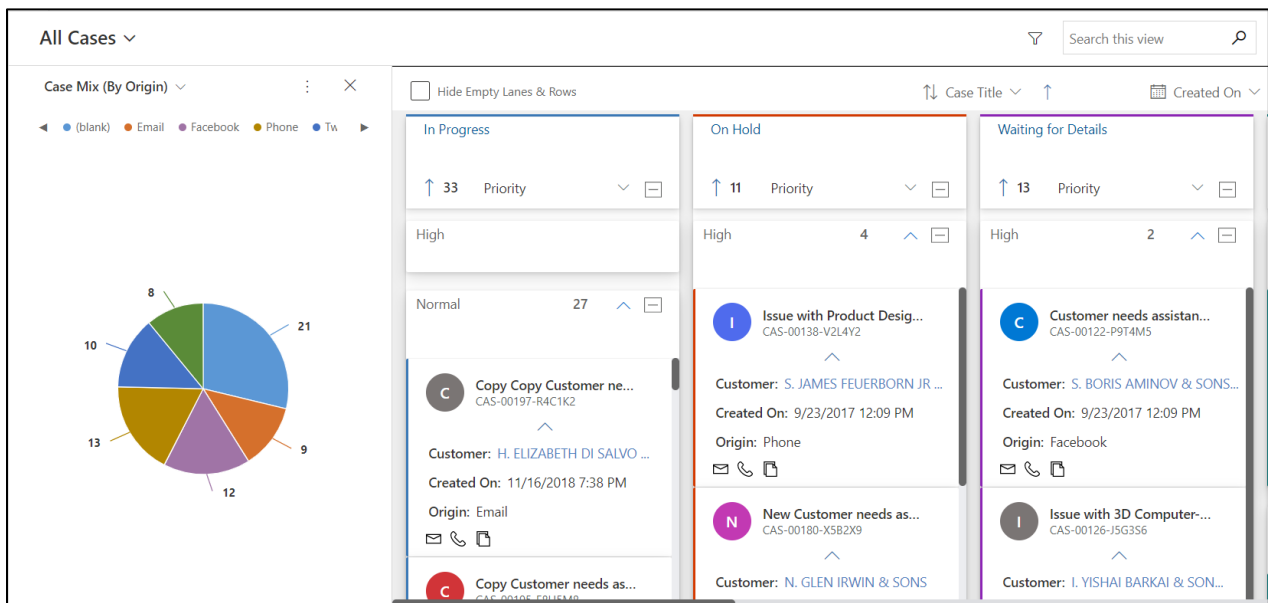 All Cases
Search this view
Case Mix (By Origin)
(blank) Email Facebook Phone Tw
8
21
10
13
9
12
Hide Empty Lanes & Rows
Case Title
Created On
In Progress
33 Priority
High
Normal 27
C
Copy Copy Customer ne...
CAS-00197-R4C1K2
Customer: H. ELIZABETH DI SALVO ...
Created On: 11/16/2018 7:38 PM
Origin: Email
C
Copy Customer needs as...
On Hold
11 Priority
High 4
I
Issue with Product Desig...
CAS-00138-V2L4Y2
Customer: S. JAMES FEUERBORN JR ...
Created On: 9/23/2017 12:09 PM
Origin: Phone
N
New Customer needs as...
CAS-00180-X5B2X9
Customer: N. GLEN IRWIN & SONS
Waiting for Details
13 Priority
High 2
C
Customer needs assistan...
CAS-00122-P9T4M5
Customer: S. BORIS AMINOV & SONS...
Created On: 9/23/2017 12:09 PM
Origin: Facebook
I
Issue with 3D Computer-...
CAS-00126-J5G3S6
Customer: I. YISHAI BARKAI & SON...